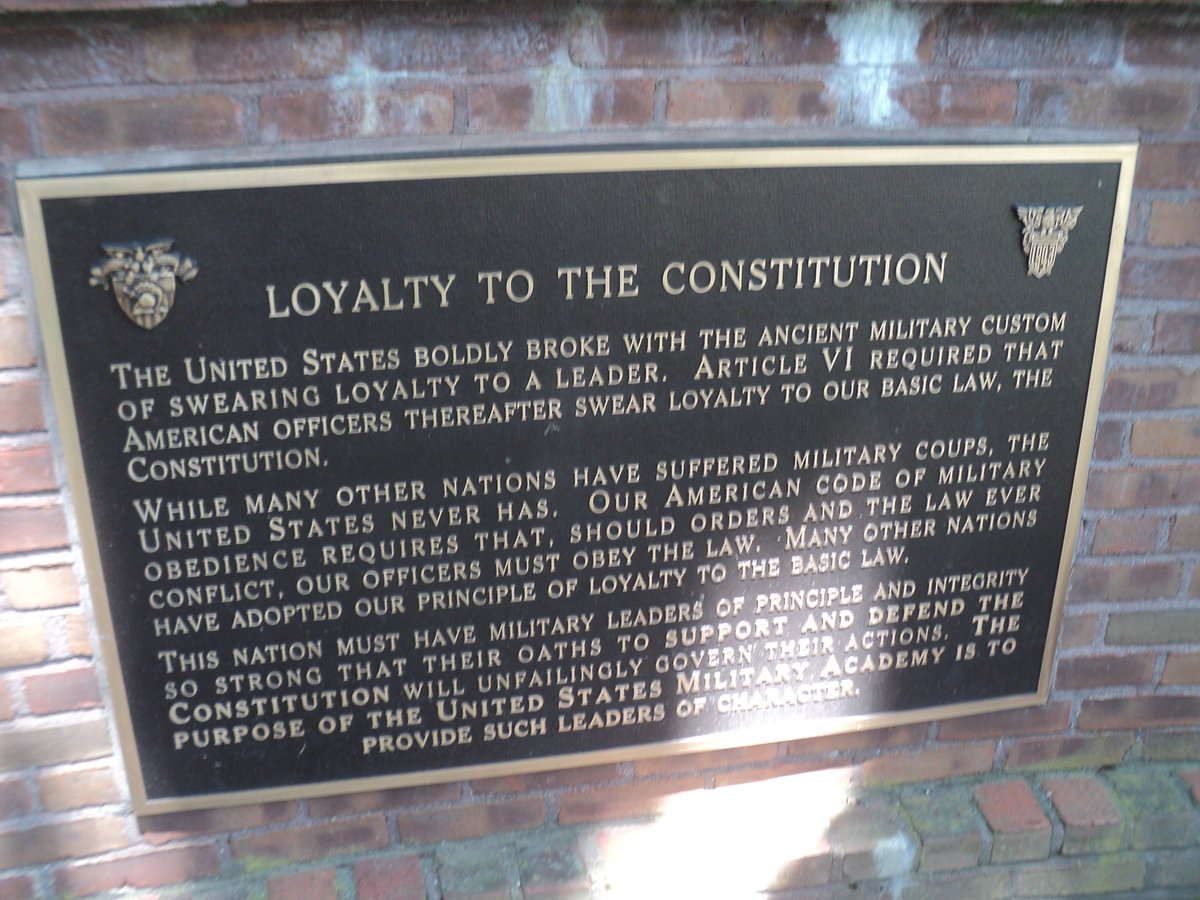 LOYALTY TO THE CONSTITUTION
THE UNITED STATES BOLDLY BROKE WITH THE ANCIENT MILITARY CUSTOM
OF SWEARING LOYALTY TO A LEADER. ARTICLE VI REQUIRED THAT
AMERICAN OFFICERS THEREAFTER SWEAR LOYALTY TO OUR BASIC LAW, THE
CONSTITUTION.
WHILE MANY OTHER NATIONS HAVE SUFFERED MILITARY COUPS, THE
UNITED STATES NEVER HAS. OUR AMERICAN CODE OF MILITARY
OBEDIENCE REQUIRES THAT, SHOULD ORDERS AND THE LAW EVER
CONFLICT, OUR OFFICERS MUST OBEY THE LAW. MANY OTHER NATIONS
HAVE ADOPTED OUR PRINCIPLE OF LOYALTY TO THE BASIC LAW.
THIS NATION MUST HAVE MILITARY LEADERS OF PRINCIPLE AND INTEGRITY
SO STRONG THAT THEIR OATHS TO SUPPORT AND DEFEND THE
CONSTITUTION WILL UNFAILINGLY GOVERN THEIR ACTIONS. THE
PURPOSE OF THE UNITED STATES MILITARY ACADEMY IS TO
PROVIDE SUCH LEADERS OF CHARACTER.